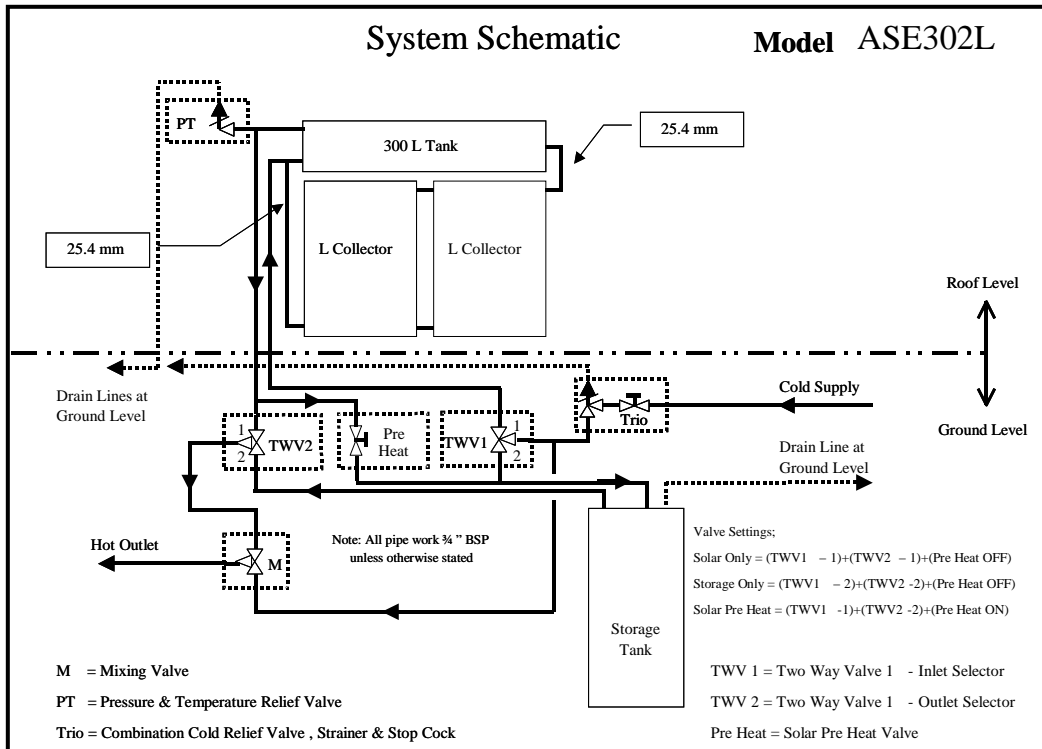 System Schematic
Model ASE302L
PT
300 L Tank
25.4 mm
25.4 mm
L Collector
L Collector
Roof Level
Drain Lines at
Ground Level
Cold Supply
Trio
Ground Level
1
2
TWV2
Pre
Heat
TWV1
1
2
Drain Line at
Ground Level
Hot Outlet
M
Note: All pipe work ¾ ” BSP
unless otherwise stated
Storage
Tank
Valve Settings;
Solar Only = (TWV1 – 1)+(TWV2 – 1)+(Pre Heat OFF)
Storage Only = (TWV1 – 2)+(TWV2 -2)+(Pre Heat OFF)
Solar Pre Heat = (TWV1 -1)+(TWV2 -2)+(Pre Heat ON)
M = Mixing Valve
PT = Pressure & Temperature Relief Valve
Trio = Combination Cold Relief Valve , Strainer & Stop Cock
TWV 1 = Two Way Valve 1 - Inlet Selector
TWV 2 = Two Way Valve 1 - Outlet Selector
Pre Heat = Solar Pre Heat Valve